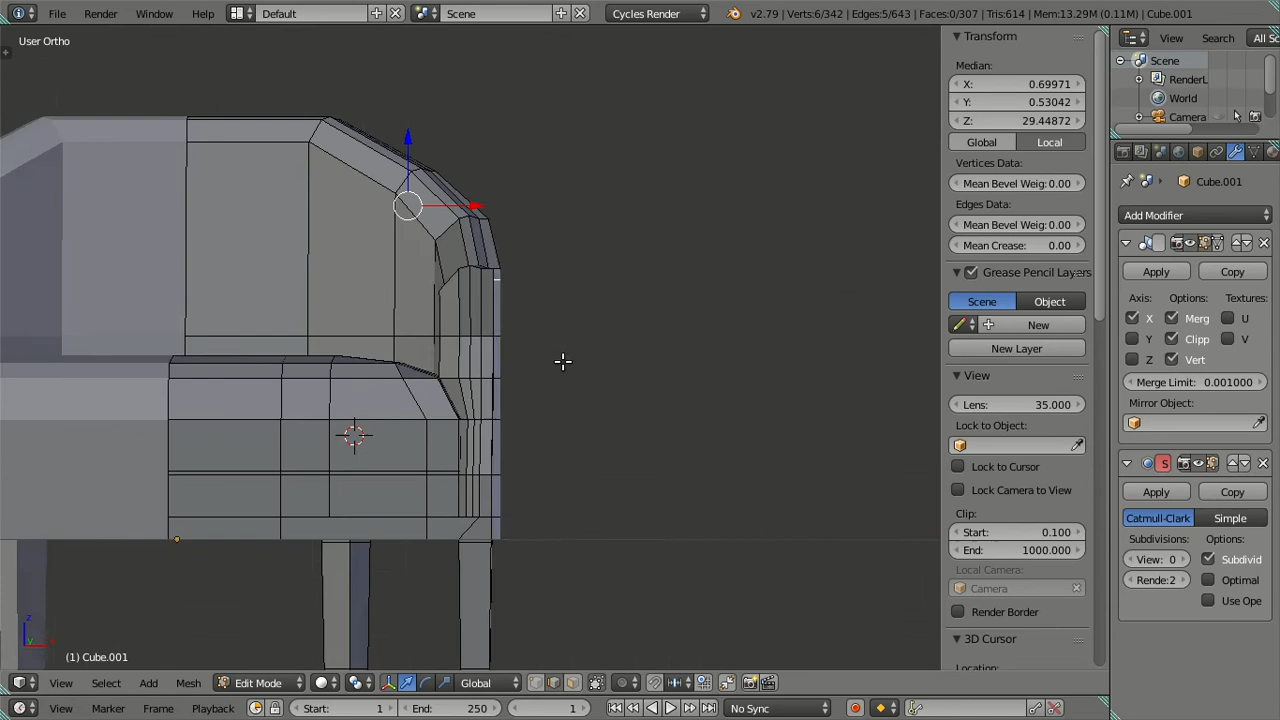 File Render Window Help Default Scene Cycles Render v2.79 | Verts:6/342 | Edges:5/643 | Faces:0/307 | Tris:614 | Mem:13.29M (0.11M) | Cube.001
User Ortho
Transform
Median:
X: 0.69971
Y: 0.53042
Z: 29.44872
Global Local
Vertices Data:
Mean Bevel Weig: 0.00
Edges Data:
Mean Bevel Weig: 0.00
Mean Crease: 0.00
Grease Pencil Layers
Scene Object
New
New Layer
View
Lens: 35.000
Lock to Object:
Lock to Cursor
Lock Camera to View
Clip:
Start: 0.100
End: 1000.000
Local Camera:
Camera
Render Border
3D Cursor
Location:
View Search All S
Scene
RenderL
World
Camera
Cube.001
Add Modifier
Apply Copy
Axis: Options: Textures:
X Merg U
Y Clipp V
Z Vert
Merge Limit: 0.001000
Mirror Object:
S
Apply Copy
Catmull-Clark Simple
Subdivisions: Options:
View: 0 Subdivid
Rende: 2 Optimal
Use Ope
z
y
(1) Cube.001
View Select Add Mesh Edit Mode Global
View Marker Frame Playback Start: 1 End: 250 1 No Sync